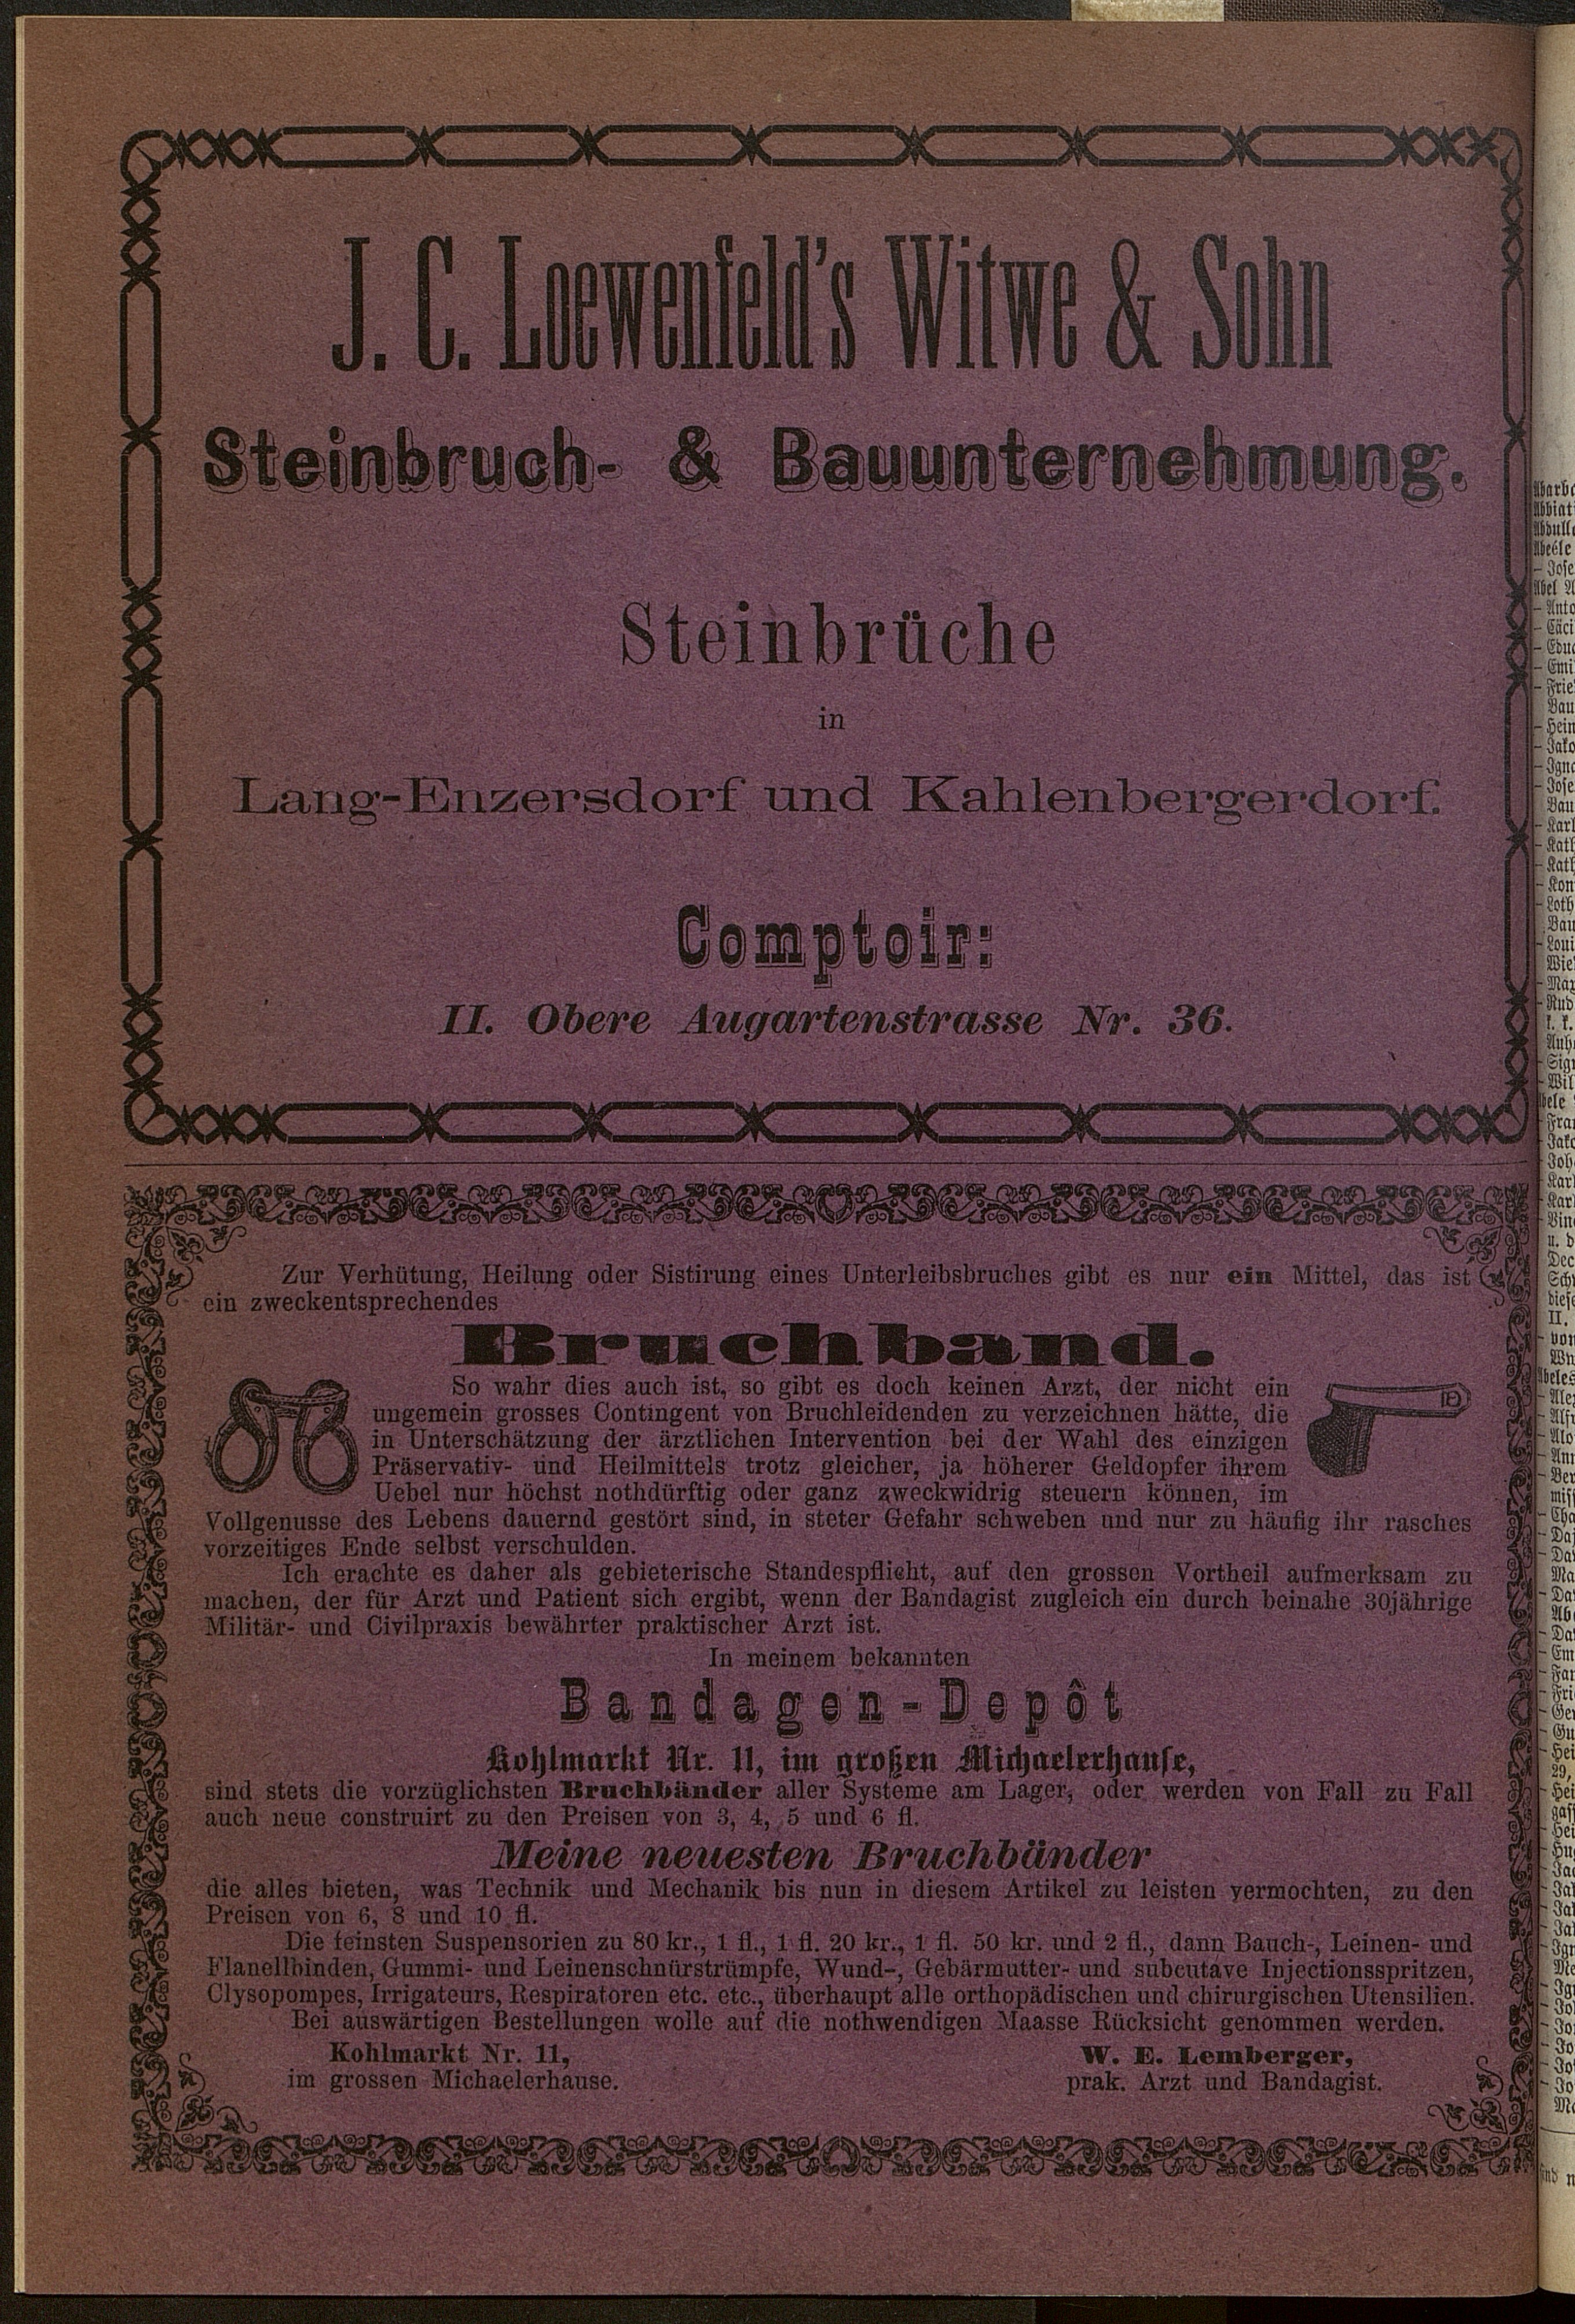 J. C. Loewenfeld's Witwe & Sohn
Steinbruch- & Bauunternehmung.
Steinbrüche
in
Lang-Enzersdorf und Kahlenbergerdorf.
Comptoir:
II. Obere Augartenstrasse Nr. 36.
Zur Verhütung, Heilung oder Sistirung eines Unterleibsbruches gibt es nur ein Mittel, das ist
ein zweckentsprechendes
Bruchband.
So wahr dies auch ist, so gibt es doch keinen Arzt, der nicht ein
ungemein grosses Contingent von Bruchleidenden zu verzeichnen hätte, die
in Unterschätzung der ärztlichen Intervention bei der Wahl des einzigen
Präservativ- und Heilmittels trotz gleicher, ja höherer Geldopfer ihrem
Uebel nur höchst nothdürftig oder ganz zweckwidrig steuern können, im
Vollgenusse des Lebens dauernd gestört sind, in steter Gefahr schweben und nur zu häufig ihr rasches
vorzeitiges Ende selbst verschulden.
Ich erachte es daher als gebieterische Standespflicht, auf den grossen Vortheil aufmerksam zu
machen, der für Arzt und Patient sich ergibt, wenn der Bandagist zugleich ein durch beinahe 30jährige
Militär- und Civilpraxis bewährter praktischer Arzt ist.
In meinem bekannten
Bandagen-Depôt
Kohlmarkt Nr. 11, im großen Michaelerhause,
sind stets die vorzüglichsten Bruchbänder aller Systeme am Lager, oder werden von Fall zu Fall
auch neue construirt zu den Preisen von 3, 4, 5 und 6 fl.
Meine neuesten Bruchbänder
die alles bieten, was Technik und Mechanik bis nun in diesem Artikel zu leisten vermochten, zu den
Preisen von 6, 8 und 10 fl.
Die feinsten Suspensorien zu 80 kr., 1 fl., 1 fl. 20 kr., 1 fl. 50 kr. und 2 fl., dann Bauch-, Leinen- und
Flanellbinden, Gummi- und Leinenschnürstrümpfe, Wund-, Gebärmutter- und subcutave Injectionsspritzen,
Clysopompes, Irrigateurs, Respiratoren etc. etc., überhaupt alle orthopädischen und chirurgischen Utensilien.
Bei auswärtigen Bestellungen wolle auf die nothwendigen Maasse Rücksicht genommen werden.
Kohlmarkt Nr. 11,
im grossen Michaelerhause.
W. E. Lemberger,
prak. Arzt und Bandagist.